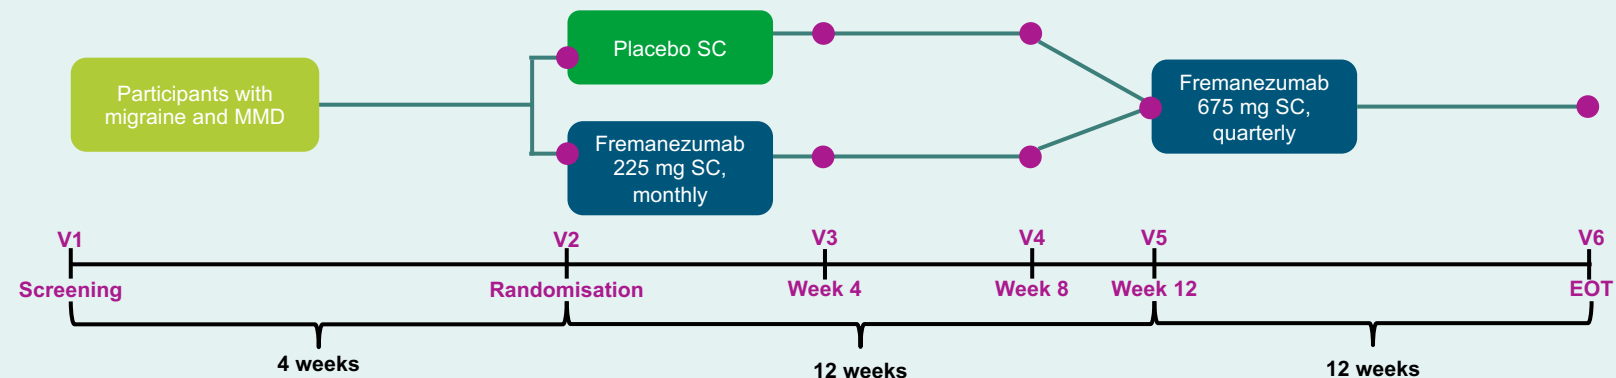 Participants with
migraine and MMD
Placebo SC
Fremanezumab
225 mg SC,
monthly
Fremanezumab
675 mg SC,
quarterly
V1
V2
V3
V4
V5
V6
Screening
Randomisation
Week 4
Week 8
Week 12
EOT
4 weeks
12 weeks
12 weeks